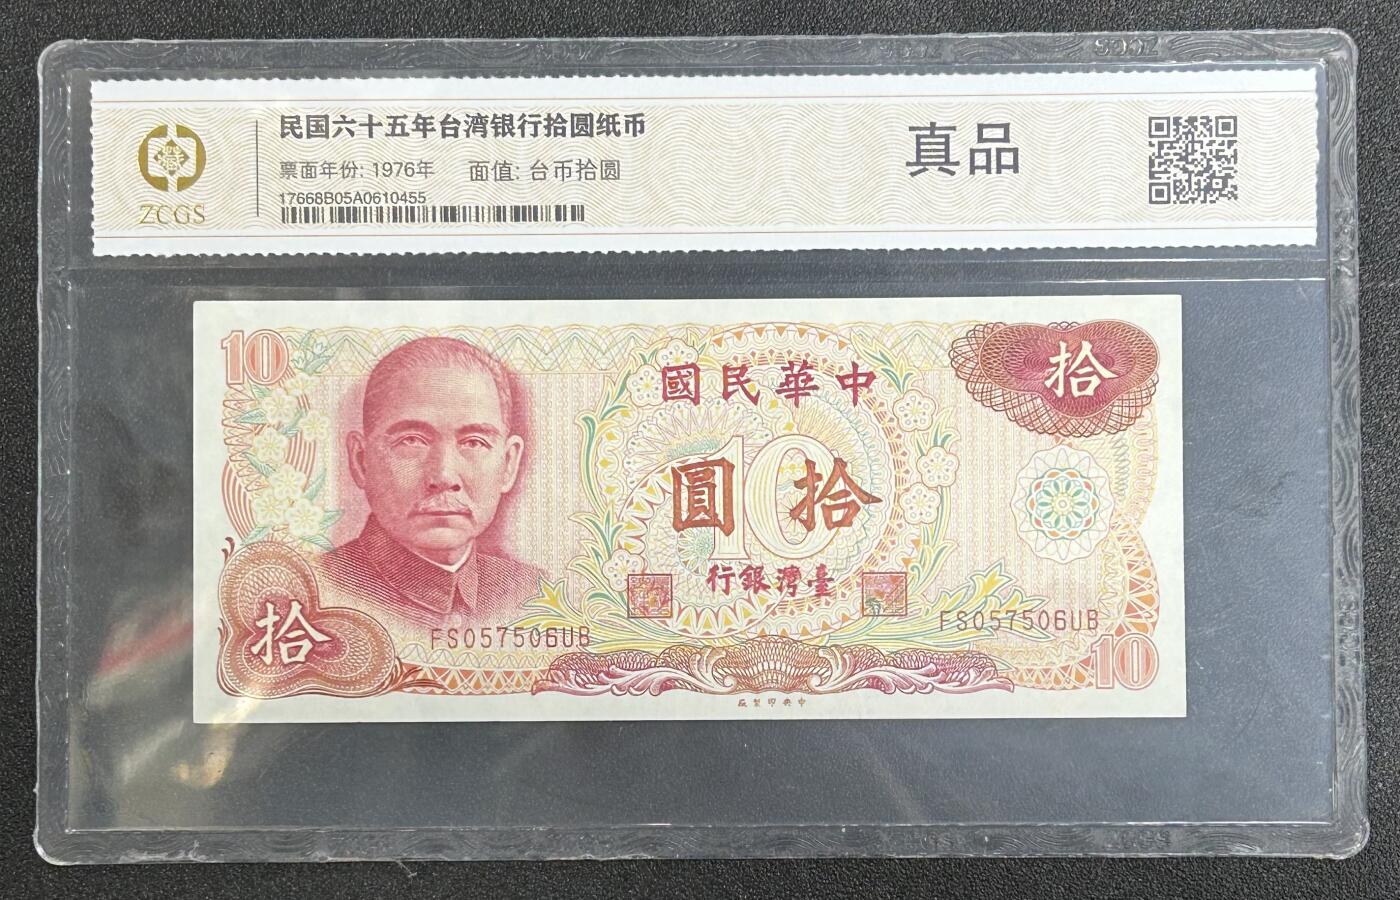 民国六十五年台湾银行拾圆纸币
票面年份: 1976年 面值: 台币拾圆
17668B05A0610455
ZCGS
真品
10
拾
中華民國
拾圓
臺灣銀行
拾
FS057506UB
FS057506UB
10
中央印製廠